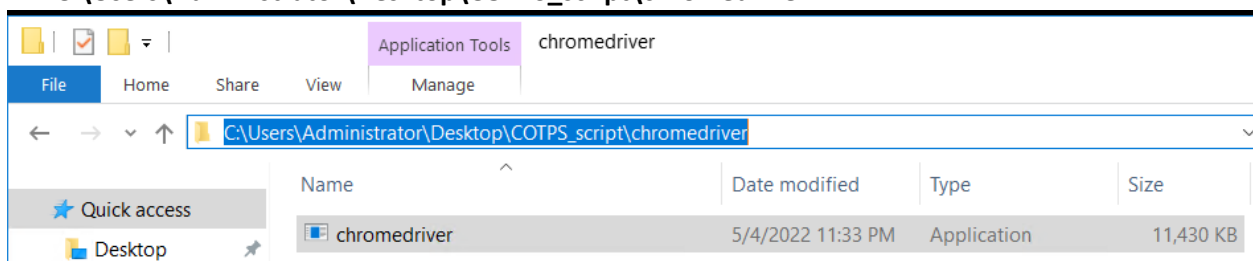 Application Tools chromedriver
File Home Share View Manage
C:\Users\Administrator\Desktop\COTPS_script\chromedriver
Name Date modified Type Size
Quick access
chromedriver 5/4/2022 11:33 PM Application 11,430 KB
Desktop